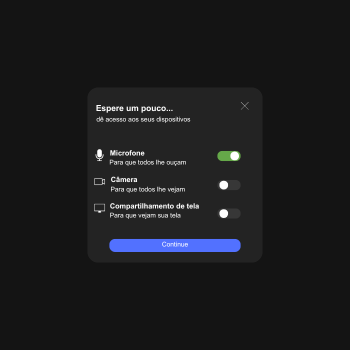 Espere um pouco...
dê acesso aos seus dispositivos
Microfone
Para que todos lhe ouçam
Câmera
Para que todos lhe vejam
Compartilhamento de tela
Para que vejam sua tela
Continue